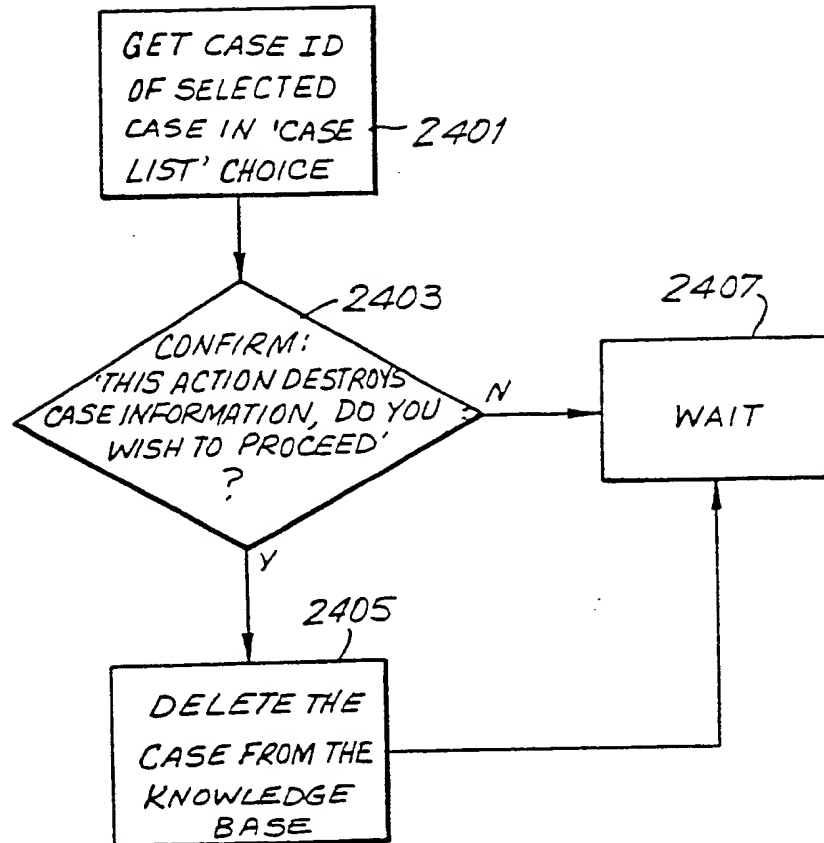 GET CASE ID
OF SELECTED
CASE IN 'CASE
LIST' CHOICE
2401
2403
CONFIRM:
'THIS ACTION DESTROYS
CASE INFORMATION, DO YOU
WISH TO PROCEED'
?
N
Y
2407
WAIT
2405
DELETE THE
CASE FROM THE
KNOWLEDGE
BASE